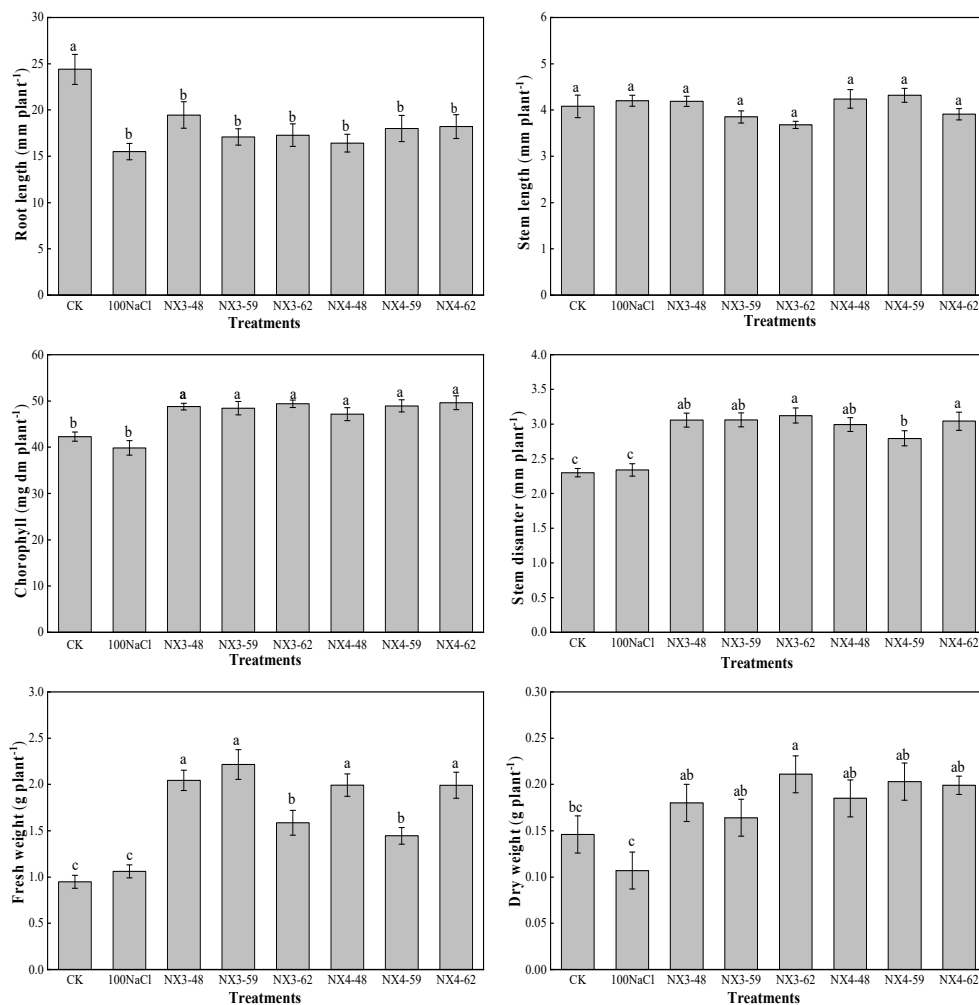 Root length (mm plant⁻¹)
30
25
20
15
10
5
0
a
b
b
b
b
b
b
b
CK 100NaCl NX3-48 NX3-59 NX3-62 NX4-48 NX4-59 NX4-62
Treatments
Stem length (mm plant⁻¹)
6
5
4
3
2
1
0
a
a
a
a
a
a
a
a
CK 100NaCl NX3-48 NX3-59 NX3-62 NX4-48 NX4-59 NX4-62
Treatments
Chorophyll (mg dm plant⁻¹)
60
50
40
30
20
10
0
b
b
a
a
a
a
a
a
CK 100NaCl NX3-48 NX3-59 NX3-62 NX4-48 NX4-59 NX4-62
Treatments
Stem disamter (mm plant⁻¹)
4.0
3.5
3.0
2.5
2.0
1.5
1.0
0.5
0.0
c
c
ab
ab
a
ab
b
a
CK 100NaCl NX3-48 NX3-59 NX3-62 NX4-48 NX4-59 NX4-62
Treatments
Fresh weight (g plant⁻¹)
3.0
2.5
2.0
1.5
1.0
0.5
0.0
c
c
a
a
b
a
b
a
CK 100NaCl NX3-48 NX3-59 NX3-62 NX4-48 NX4-59 NX4-62
Treatments
Dry weight (g plant⁻¹)
0.30
0.25
0.20
0.15
0.10
0.05
0.00
bc
c
ab
ab
a
ab
ab
ab
CK 100NaCl NX3-48 NX3-59 NX3-62 NX4-48 NX4-59 NX4-62
Treatments